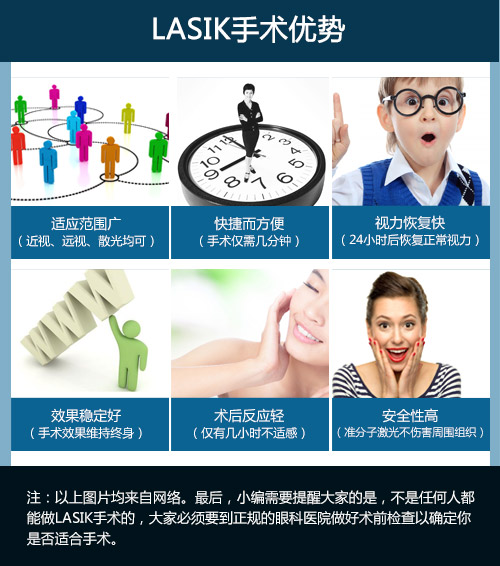 LASIK手术优势
适应范围广
（近视、远视、散光均可）
快捷而方便
（手术仅需几分钟）
视力恢复快
（24小时后恢复正常视力）
效果稳定好
（手术效果维持终身）
术后反应轻
（仅有几小时不适感）
安全性高
（准分子激光不伤害周围组织）
注：以上图片均来自网络。最后，小编需要提醒大家的是，不是任何人都
能做LASIK手术的，大家必须要到正规的眼科医院做好术前检查以确定你
是否适合手术。